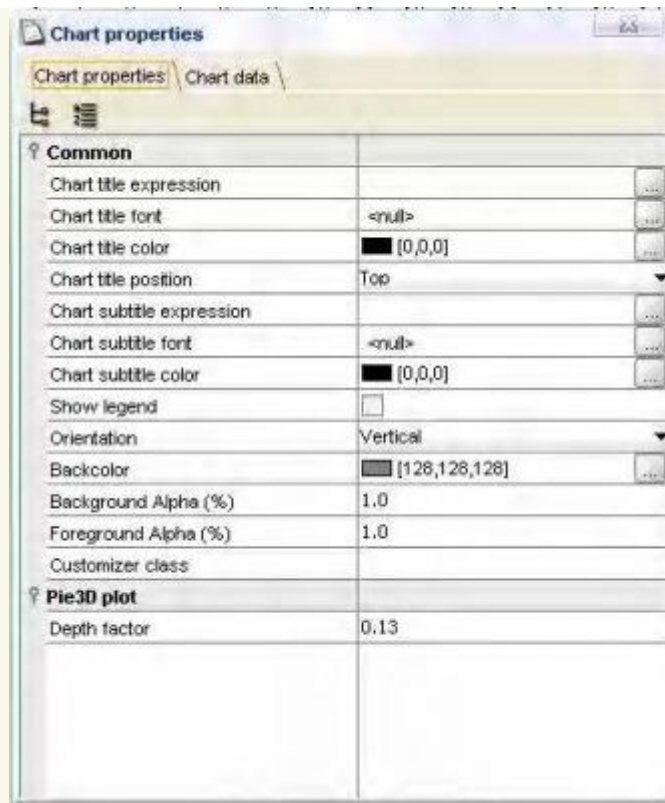 Chart properties
Chart properties Chart data
Common
Chart title expression ...
Chart title font <null> ...
Chart title color [0,0,0] ...
Chart title position Top
Chart subtitle expression ...
Chart subtitle font <null> ...
Chart subtitle color [0,0,0] ...
Show legend
Orientation Vertical
Backcolor [128,128,128] ...
Background Alpha (%) 1.0
Foreground Alpha (%) 1.0
Customizer class
Pie3D plot
Depth factor 0.13